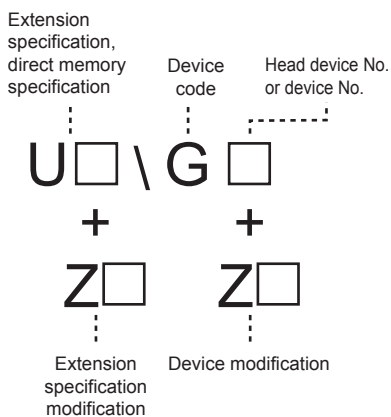 Extension
specification,
direct memory
specification
Device
code
Head device No.
or device No.
U□ \ G □
+ +
Z□ Z□
Extension
specification
modification
Device modification